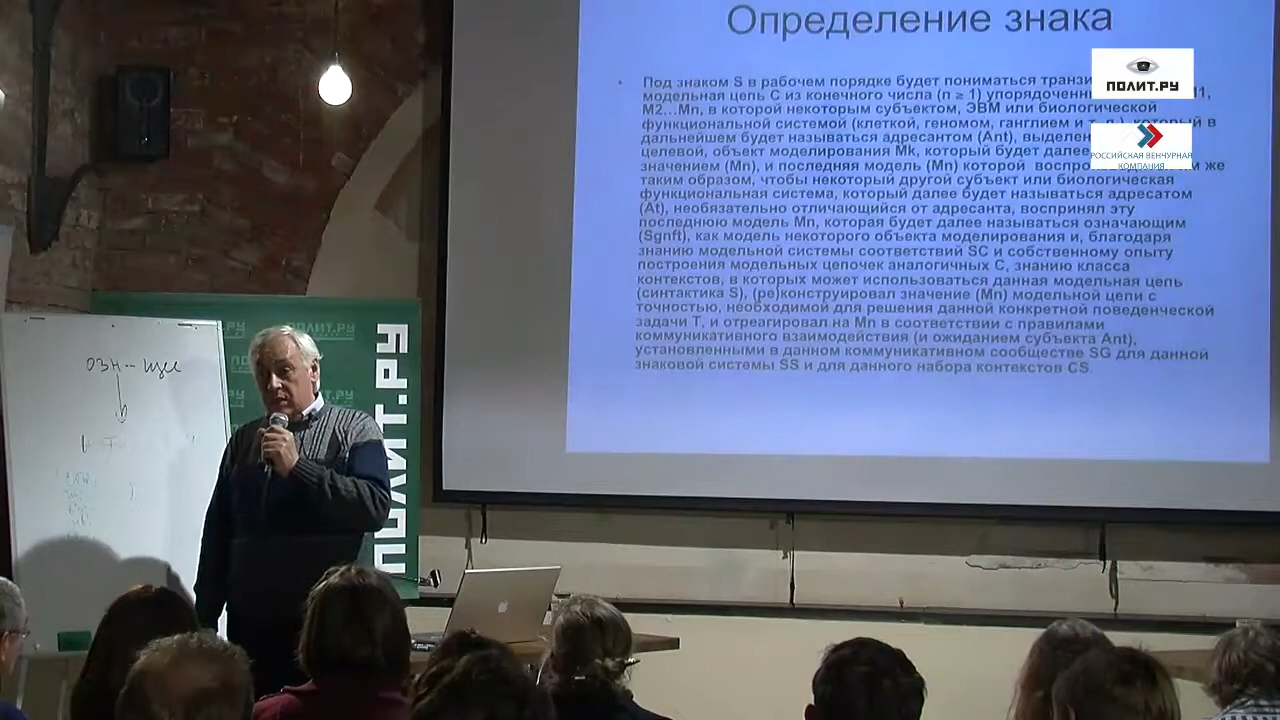 Определение знака
Под знаком S в рабочем порядке будет пониматься
модельная цепь C из конечного числа (n ≥ 1)
M2...Mn, в которой некоторым субъектом, ЭВМ или биологической
функциональной системой (клеткой, геномом, ганглием и который в
дальнейшем будет называться адресантом (Ant),
целевой, объект моделирования Mk, который будет
значением (Mn), и последняя модель (Mn) которой же
таким образом, чтобы некоторый другой субъект или биологическая
функциональная система, который далее будет называться адресатом
(At), необязательно отличающийся от адресанта, воспринял эту
последнюю модель Mn, которая будет далее называться означающим
(Sgnft), как модель некоторого объекта моделирования и, благодаря
знанию модельной системы соответствий SC и собственному опыту
построения модельных цепочек аналогичных C, знанию класса
контекстов, в которых может использоваться данная модельная цепь
(синтактика S), (ре)конструировал значение (Mn) модельной цепи с
точностью, необходимой для решения данной конкретной поведенческой
задачи T, и отреагировал на Mn в соответствии с правилами
коммуникативного взаимодействия (и ожиданием субъекта Ant),
установленными в данном коммуникативном сообществе SG для данной
знаковой системы SS и для данного набора контекстов CS.
ПОЛИТ.РУ
РОССИЙСКАЯ ВЕНЧУРНАЯ
КОМПАНИЯ
ПОЛИТ.РУ
ПОЛИТ.РУ